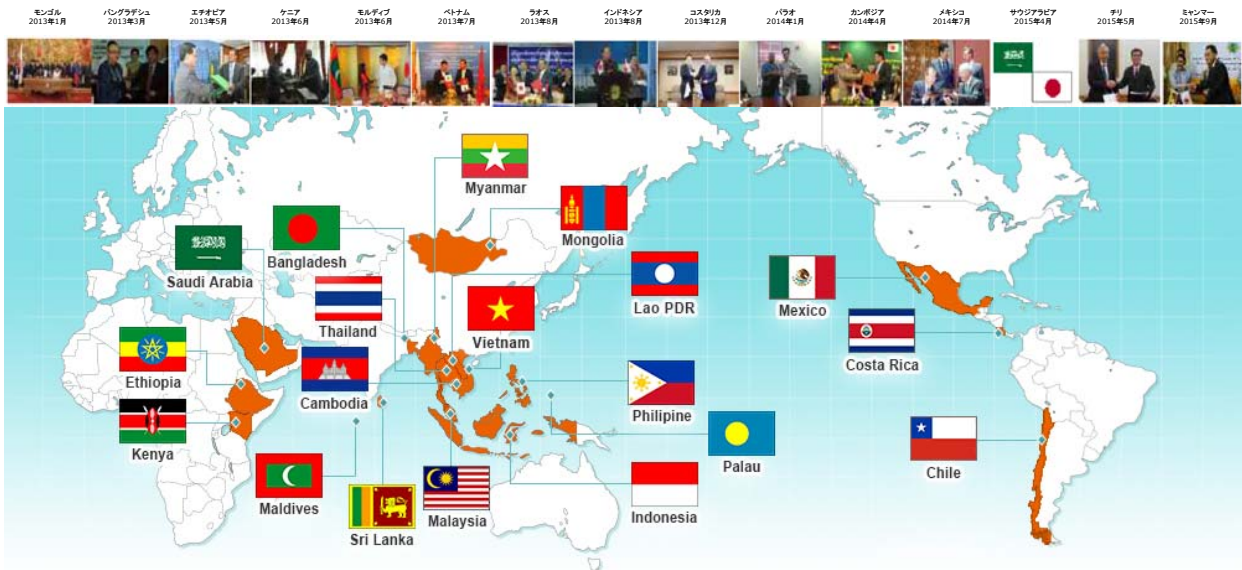 モンゴル
2013年1月
バングラデシュ
2013年3月
エチオピア
2013年5月
ケニア
2013年6月
モルディブ
2013年6月
ベトナム
2013年7月
ラオス
2013年8月
インドネシア
2013年8月
コスタリカ
2013年12月
パラオ
2014年1月
カンボジア
2014年4月
メキシコ
2014年7月
サウジアラビア
2015年4月
チリ
2015年5月
ミャンマー
2015年9月
Myanmar
Mongolia
Bangladesh
Saudi Arabia
Lao PDR
Mexico
Thailand
Vietnam
Costa Rica
Ethiopia
Cambodia
Philipine
Kenya
Palau
Chile
Maldives
Malaysia
Indonesia
Sri Lanka